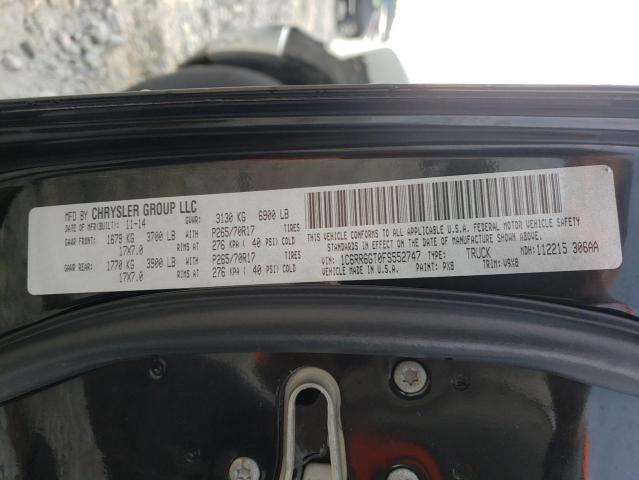 MFD BY CHRYSLER GROUP LLC
DATE OF MFR(BUILT): 11-14 GVWR: 3130 KG 6900 LB
GAWR FRONT: 1679 KG 3700 LB WITH P265/70R17 TIRES
17X7.0 RIMS AT 276 KPA ( 40 PSI) COLD
GAWR REAR: 1770 KG 3900 LB WITH P265/70R17 TIRES
17X7.0 RIMS AT 276 KPA ( 40 PSI) COLD
THIS VEHICLE CONFORMS TO ALL APPLICABLE U.S.A. FEDERAL MOTOR VEHICLE SAFETY
STANDARDS IN EFFECT ON THE DATE OF MANUFACTURE SHOWN ABOVE.
VIN: 1C6RR6GT0FS552747 TYPE: TRUCK MDH: 112215 306AA
VEHICLE MADE IN U.S.A. PAINT: PX8 TRIM: V9X8